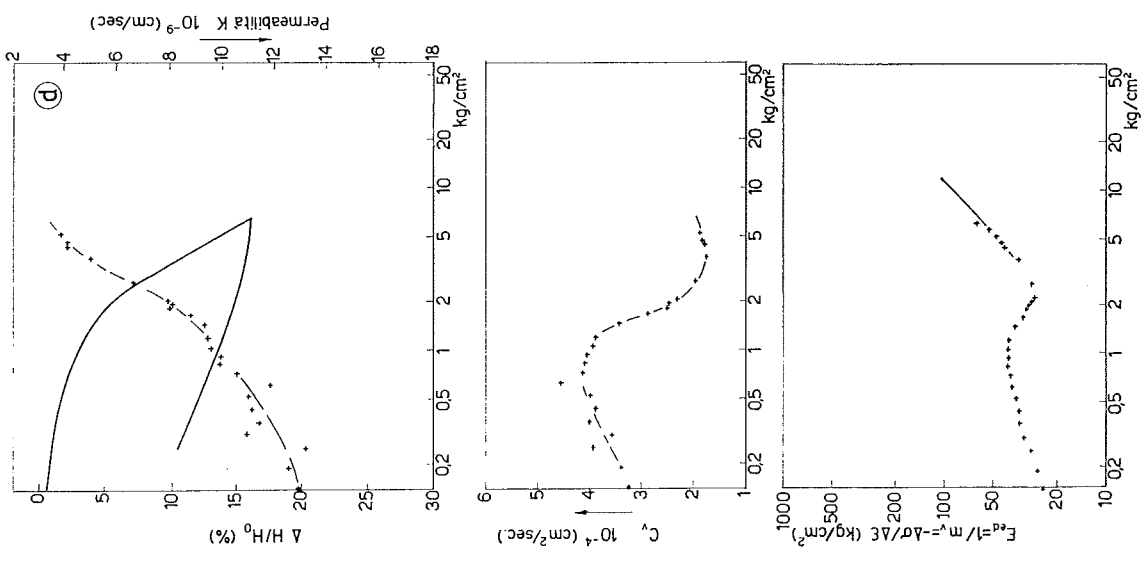 d
Permeabilità K 10⁻⁹ (cm/sec)
2 4 6 8 10 12 14 16 18
Δ H/H₀ (%)
0 5 10 15 20 25 30
0,2 0,5 1 2 5 10 20 50
kg/cm²
Cᵥ 10⁻⁴ (cm²/sec.)
6 5 4 3 2 1
0,2 0,5 1 2 5 10 20 50
kg/cm²
E_ed=1/mᵥ=-Δσ'/Δε (kg/cm²)
1000 500 100 50 20 10
0,2 0,5 1 2 5 10 20 50
kg/cm²